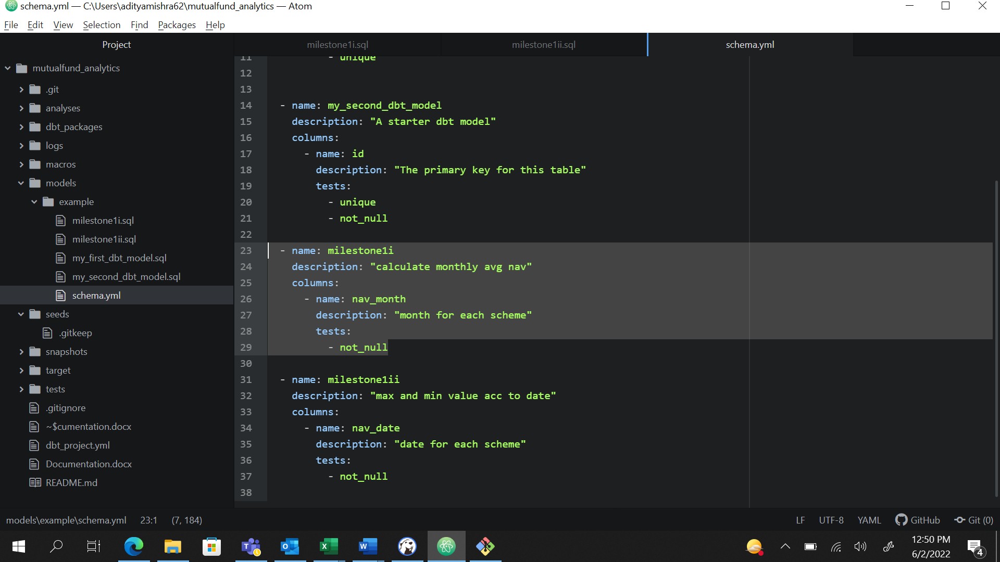 schema.yml — C:\Users\adityamishra62\mutualfund_analytics — Atom
File Edit View Selection Find Packages Help
Project
mutualfund_analytics
.git
analyses
dbt_packages
logs
macros
models
example
milestone1i.sql
milestone1ii.sql
my_first_dbt_model.sql
my_second_dbt_model.sql
schema.yml
seeds
.gitkeep
snapshots
target
tests
.gitignore
~$cumentation.docx
dbt_project.yml
Documentation.docx
README.md
milestone1i.sql milestone1ii.sql schema.yml
11 - unique
12
13
14 - name: my_second_dbt_model
15 description: "A starter dbt model"
16 columns:
17 - name: id
18 description: "The primary key for this table"
19 tests:
20 - unique
21 - not_null
22
23 - name: milestone1i
24 description: "calculate monthly avg nav"
25 columns:
26 - name: nav_month
27 description: "month for each scheme"
28 tests:
29 - not_null
30
31 - name: milestone1ii
32 description: "max and min value acc to date"
33 columns:
34 - name: nav_date
35 description: "date for each scheme"
36 tests:
37 - not_null
38
models\example\schema.yml 23:1 (7, 184) LF UTF-8 YAML GitHub Git (0)
12:50 PM
6/2/2022
4